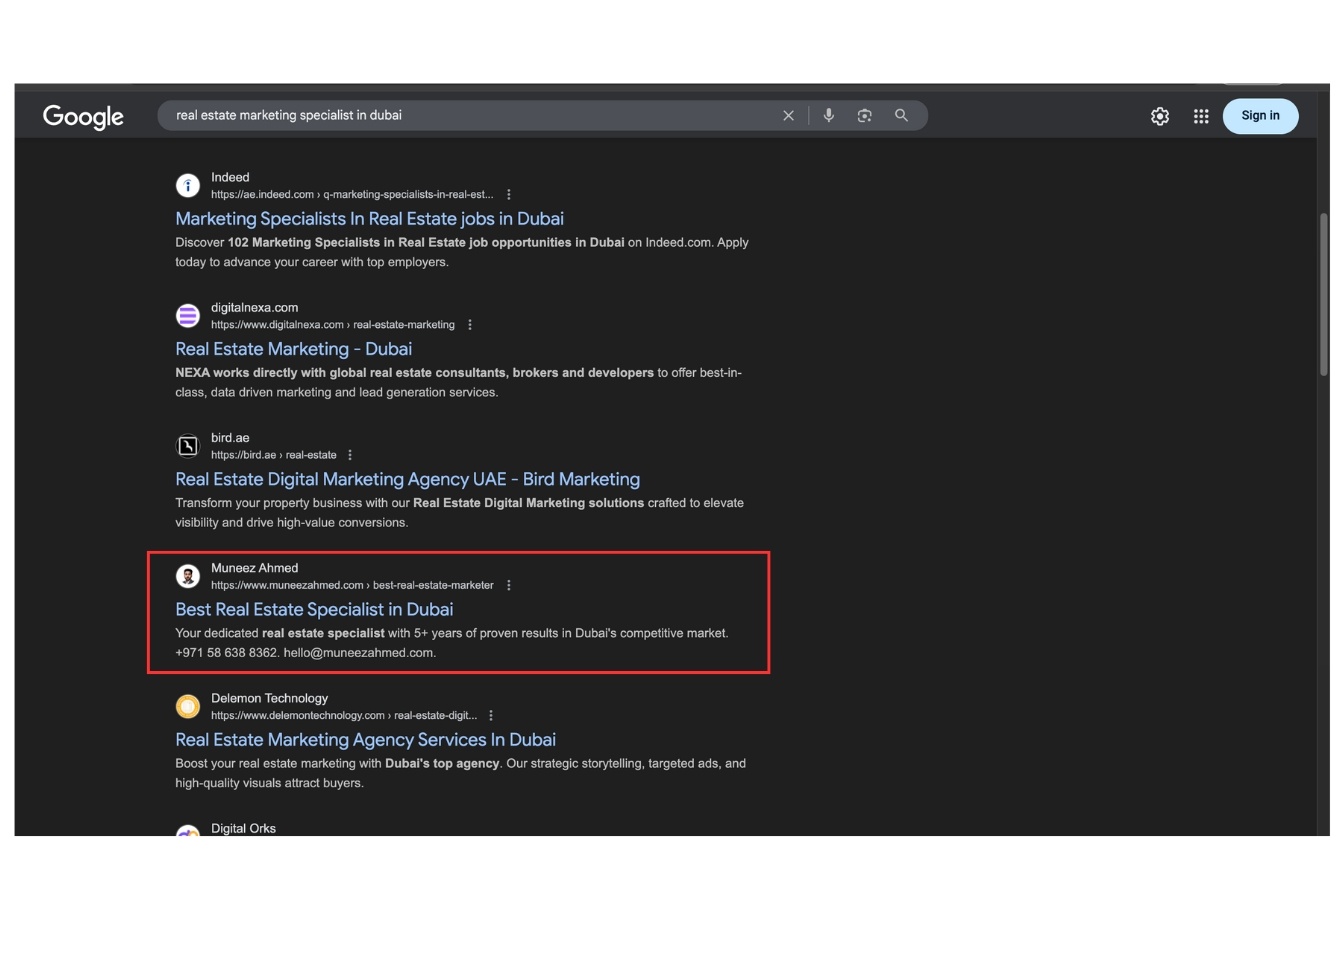 Google
real estate marketing specialist in dubai
Sign in
Indeed
https://ae.indeed.com › q-marketing-specialists-in-real-est...
Marketing Specialists In Real Estate jobs in Dubai
Discover 102 Marketing Specialists in Real Estate job opportunities in Dubai on Indeed.com. Apply
today to advance your career with top employers.
digitalnexa.com
https://www.digitalnexa.com › real-estate-marketing
Real Estate Marketing - Dubai
NEXA works directly with global real estate consultants, brokers and developers to offer best-in-
class, data driven marketing and lead generation services.
bird.ae
https://bird.ae › real-estate
Real Estate Digital Marketing Agency UAE - Bird Marketing
Transform your property business with our Real Estate Digital Marketing solutions crafted to elevate
visibility and drive high-value conversions.
Muneez Ahmed
https://www.muneezahmed.com › best-real-estate-marketer
Best Real Estate Specialist in Dubai
Your dedicated real estate specialist with 5+ years of proven results in Dubai's competitive market.
+971 58 638 8362. hello@muneezahmed.com.
Delemon Technology
https://www.delemontechnology.com › real-estate-digit...
Real Estate Marketing Agency Services In Dubai
Boost your real estate marketing with Dubai's top agency. Our strategic storytelling, targeted ads, and
high-quality visuals attract buyers.
Digital Orks